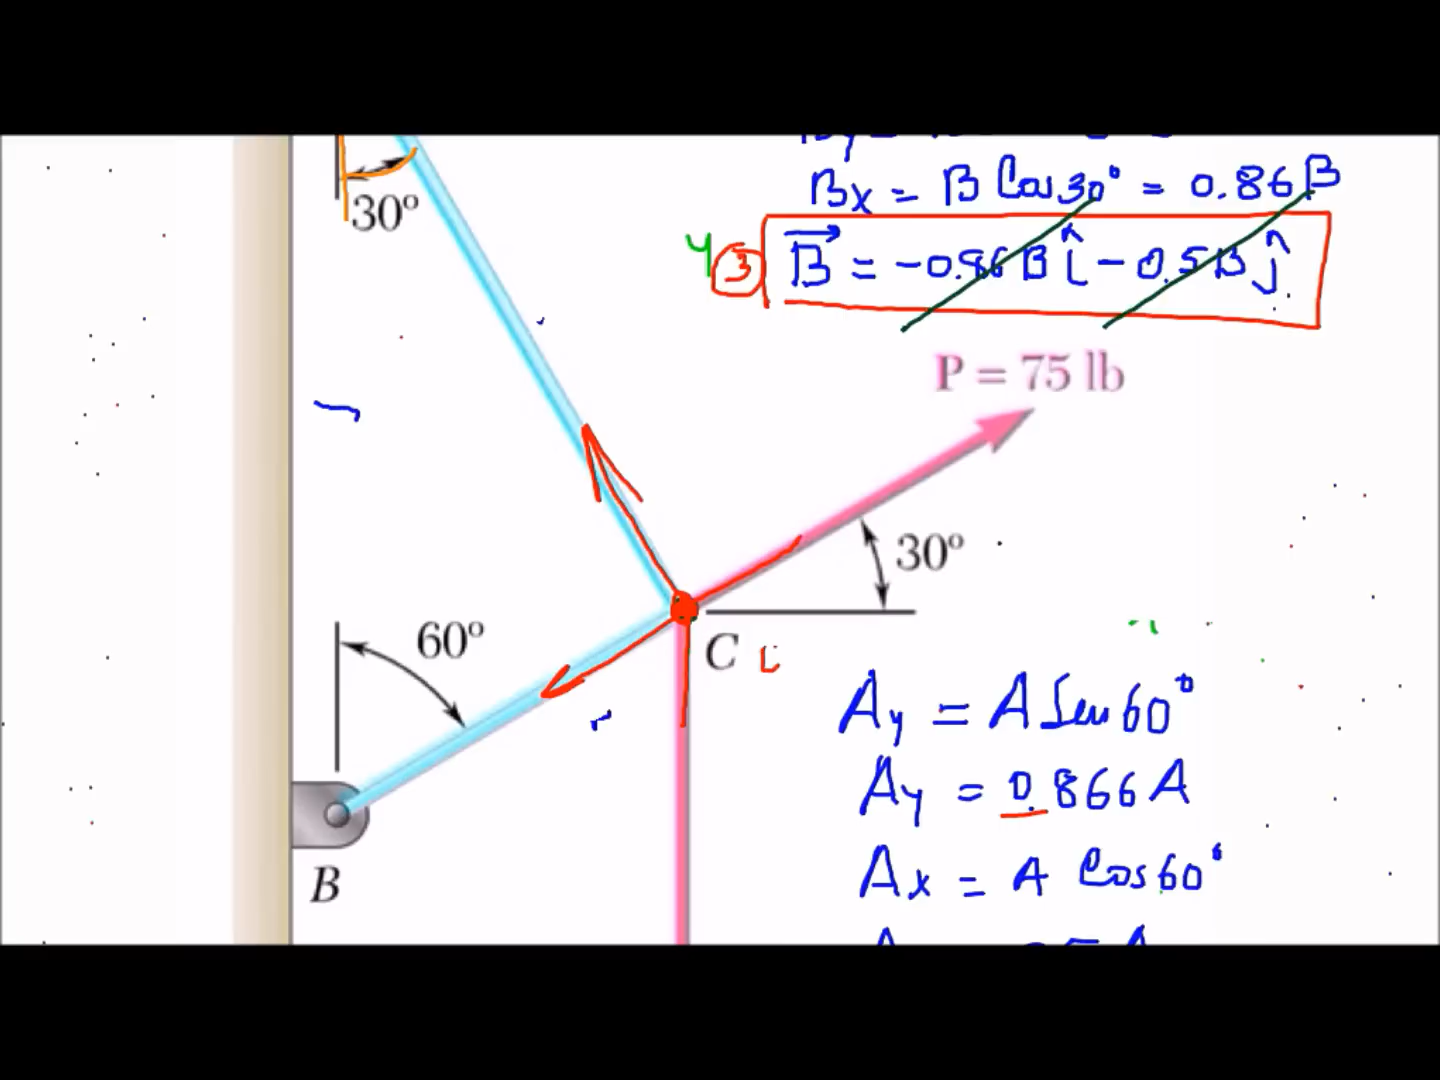 Bx = B Cos30° = 0.86B
30°
4 3 B = -0.86 B i - 0.5 B j
P = 75 lb
30°
60°
C
Ay = A Sen 60°
Ay = 0.866 A
Ax = A Cos 60°
B